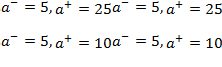 a⁻ = 5, a⁺ = 25a⁻ = 5, a⁺ = 25
a⁻ = 5, a⁺ = 10a⁻ = 5, a⁺ = 10